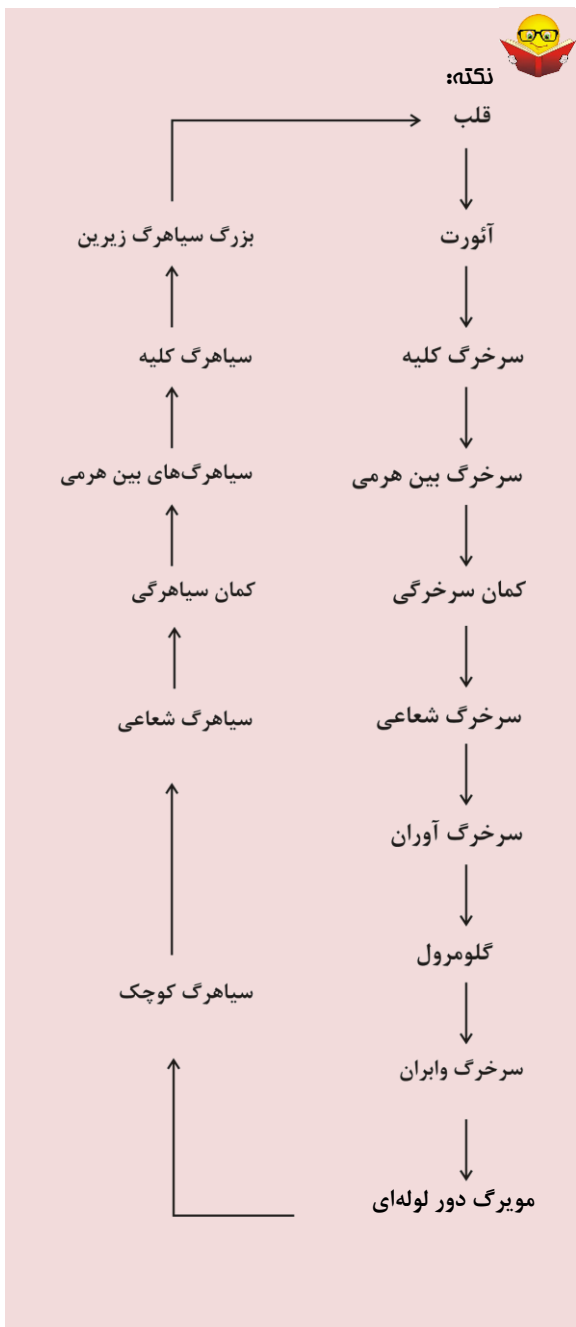 نکته:
قلب
آئورت
سرخرگ کلیه
سرخرگ بین هرمی
کمان سرخرگی
سرخرگ شعاعی
سرخرگ آوران
گلومرول
سرخرگ وابران
مویرگ دور لوله‌ای
سیاهرگ کوچک
سیاهرگ شعاعی
کمان سیاهرگی
سیاهرگ‌های بین هرمی
سیاهرگ کلیه
بزرگ سیاهرگ زیرین